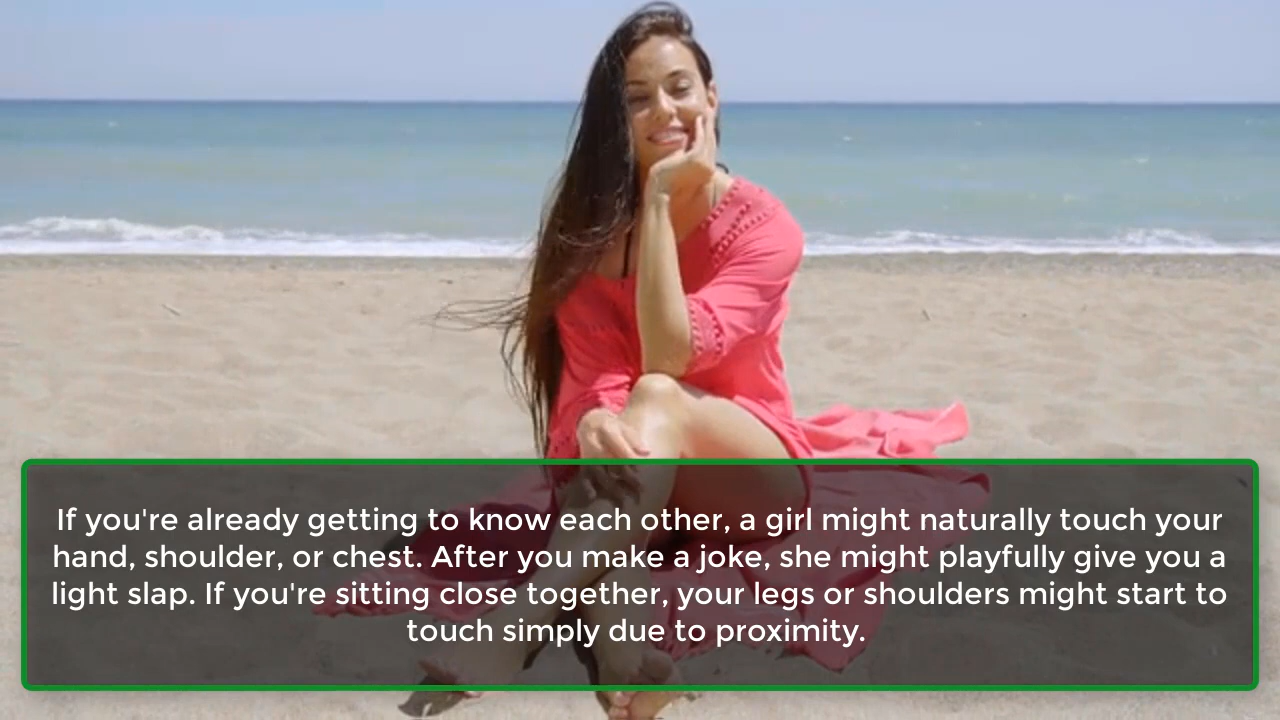 If you're already getting to know each other, a girl might naturally touch your
hand, shoulder, or chest. After you make a joke, she might playfully give you a
light slap. If you're sitting close together, your legs or shoulders might start to
touch simply due to proximity.